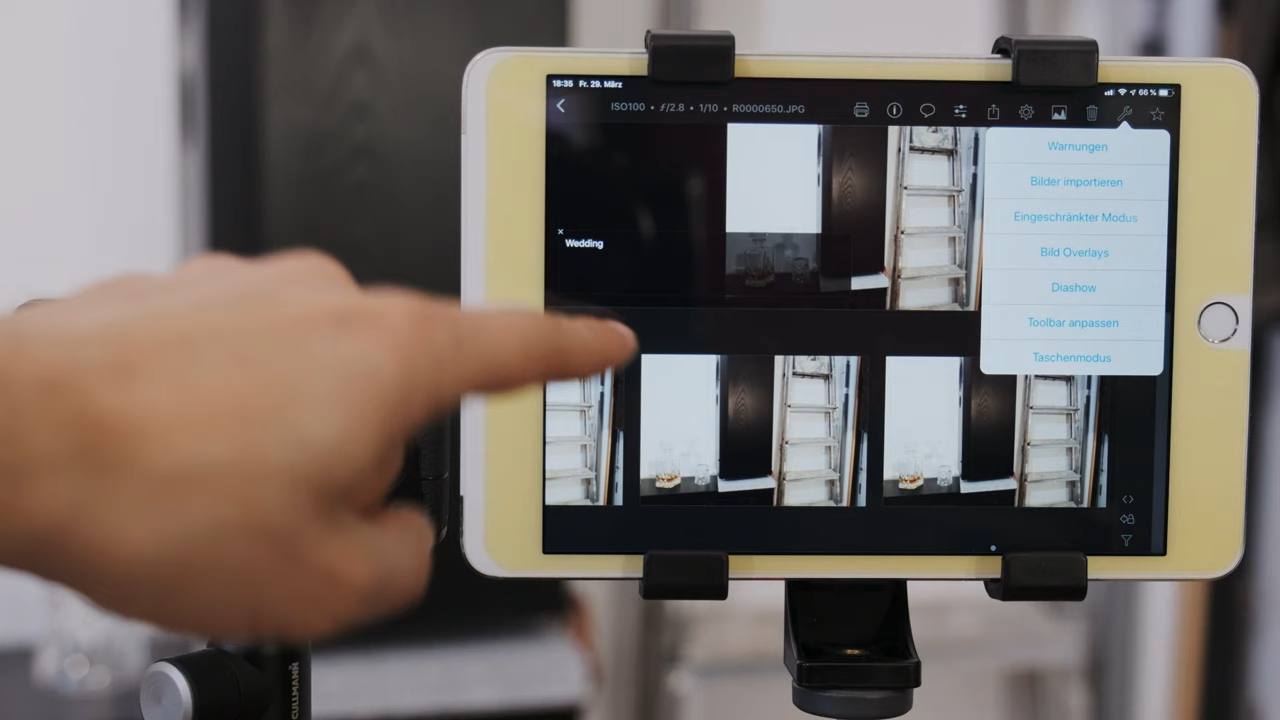 18:35 Fr. 29. März
66 %
ISO100 • ƒ/2.8 • 1/10 • R0000650.JPG
Warnungen
Bilder importieren
Eingeschränkter Modus
Wedding
Bild Overlays
Diashow
Toolbar anpassen
Taschenmodus
CULLMANN